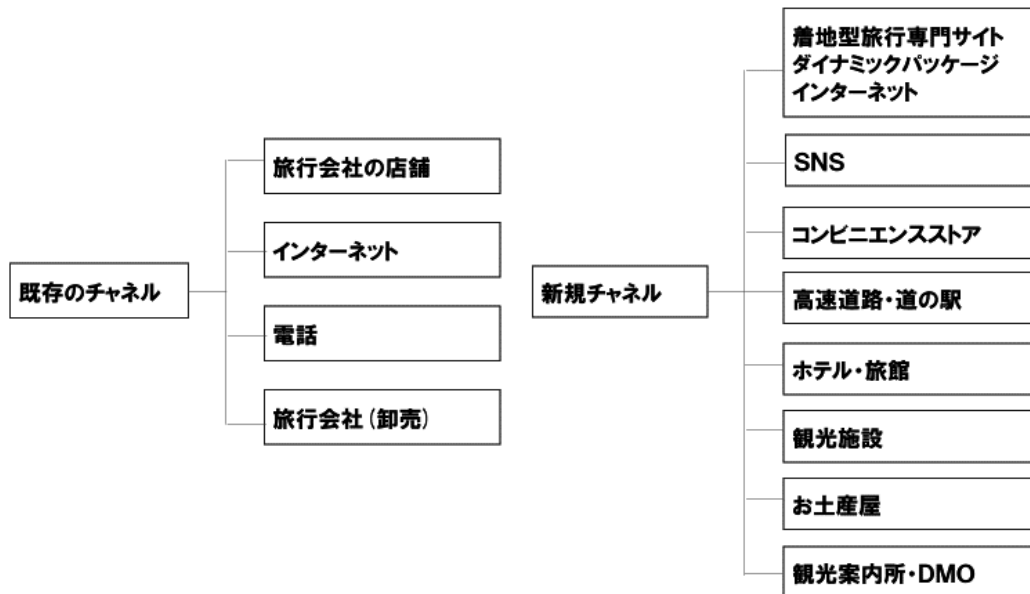 既存のチャネル
旅行会社の店舗
インターネット
電話
旅行会社(卸売)
新規チャネル
着地型旅行専門サイト
ダイナミックパッケージ
インターネット
SNS
コンビニエンスストア
高速道路・道の駅
ホテル・旅館
観光施設
お土産屋
観光案内所・DMO